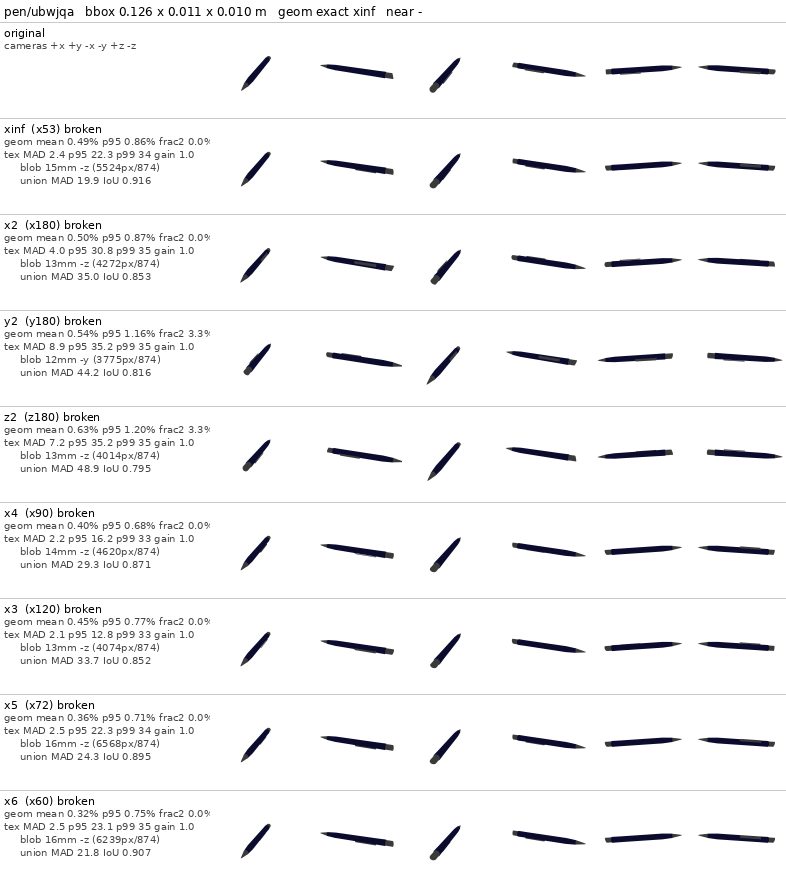 pen/ubwjqa   bbox 0.126 x 0.011 x 0.010 m   geom exact xinf   near -
original
cameras +x +y -x -y +z -z
xinf  (x53) broken
geom mean 0.49% p95 0.86% frac2 0.0%
tex MAD 2.4 p95 22.3 p99 34 gain 1.0
blob 15mm -z (5524px/874)
union MAD 19.9 IoU 0.916
x2  (x180) broken
geom mean 0.50% p95 0.87% frac2 0.0%
tex MAD 4.0 p95 30.8 p99 35 gain 1.0
blob 13mm -z (4272px/874)
union MAD 35.0 IoU 0.853
y2  (y180) broken
geom mean 0.54% p95 1.16% frac2 3.3%
tex MAD 8.9 p95 35.2 p99 35 gain 1.0
blob 12mm -y (3775px/874)
union MAD 44.2 IoU 0.816
z2  (z180) broken
geom mean 0.63% p95 1.20% frac2 3.3%
tex MAD 7.2 p95 35.2 p99 35 gain 1.0
blob 13mm -z (4014px/874)
union MAD 48.9 IoU 0.795
x4  (x90) broken
geom mean 0.40% p95 0.68% frac2 0.0%
tex MAD 2.2 p95 16.2 p99 33 gain 1.0
blob 14mm -z (4620px/874)
union MAD 29.3 IoU 0.871
x3  (x120) broken
geom mean 0.45% p95 0.77% frac2 0.0%
tex MAD 2.1 p95 12.8 p99 33 gain 1.0
blob 13mm -z (4074px/874)
union MAD 33.7 IoU 0.852
x5  (x72) broken
geom mean 0.36% p95 0.71% frac2 0.0%
tex MAD 2.5 p95 22.3 p99 34 gain 1.0
blob 16mm -z (6568px/874)
union MAD 24.3 IoU 0.895
x6  (x60) broken
geom mean 0.32% p95 0.75% frac2 0.0%
tex MAD 2.5 p95 23.1 p99 35 gain 1.0
blob 16mm -z (6239px/874)
union MAD 21.8 IoU 0.907